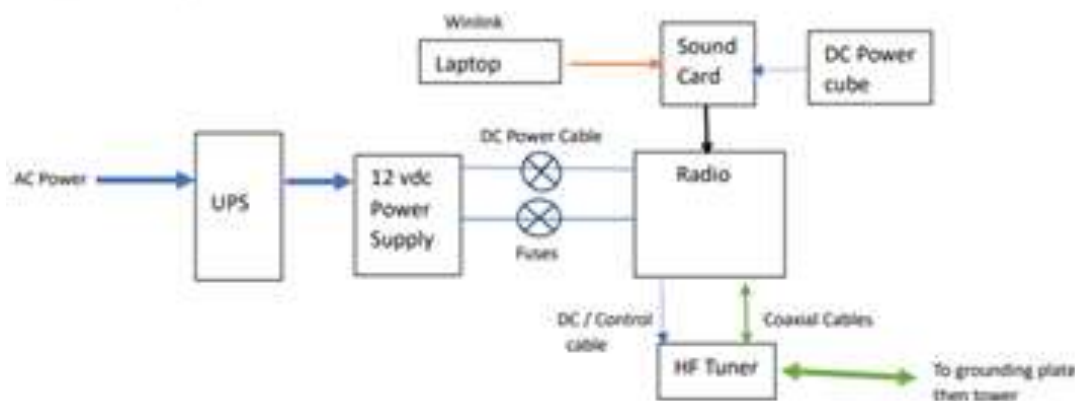 Winlink
Laptop
Sound
Card
DC Power
cube
DC Power Cable
AC Power
UPS
12 vdc
Power
Supply
Radio
Fuses
DC / Control
cable
Coaxial Cables
HF Tuner
To grounding plate
then tower